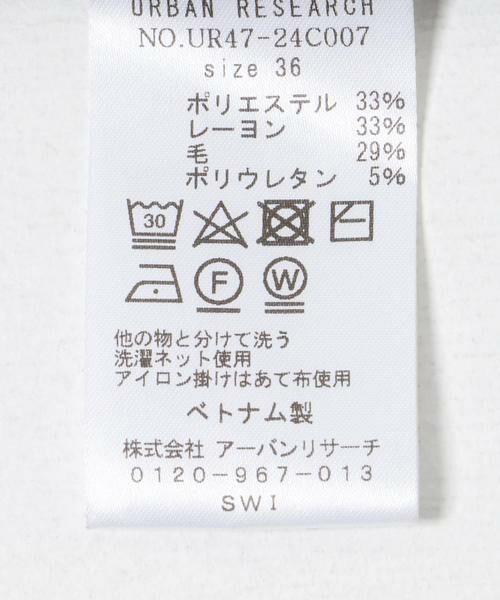 URBAN RESEARCH
NO.UR47-24C007
size 36
ポリエステル 33%
レーヨン 33%
毛 29%
ポリウレタン 5%
30
F W
他の物と分けて洗う
洗濯ネット使用
アイロン掛けはあて布使用
ベトナム製
株式会社 アーバンリサーチ
0120-967-013
SWI